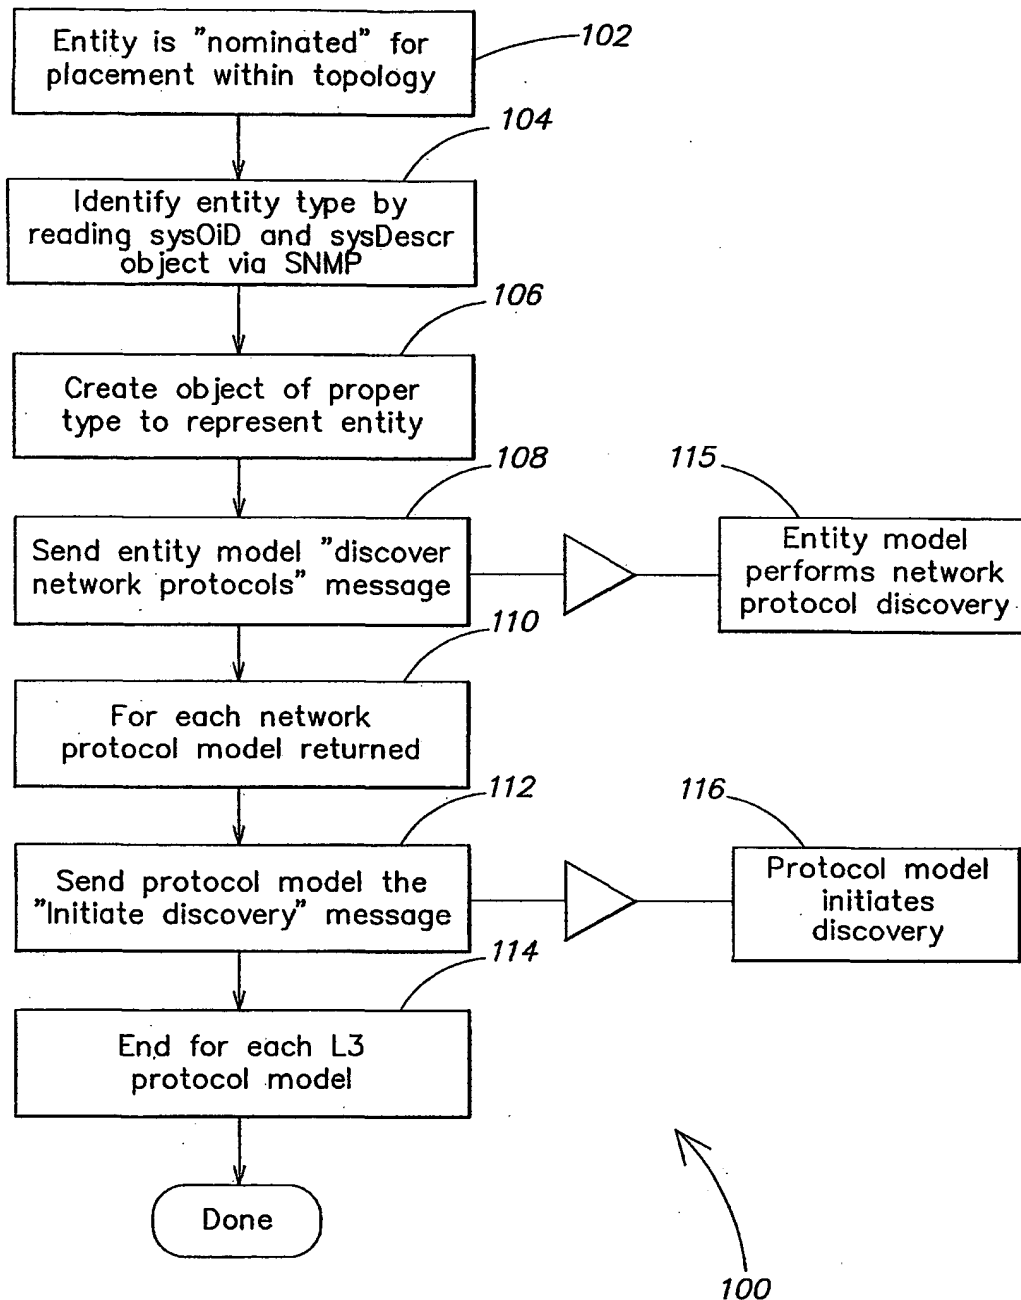 Entity is "nominated" for
placement within topology
102
104
Identify entity type by
reading sysOiD and sysDescr
object via SNMP
106
Create object of proper
type to represent entity
108
115
Send entity model "discover
network protocols" message
Entity model
performs network
protocol discovery
110
For each network
protocol model returned
112
116
Send protocol model the
"Initiate discovery" message
Protocol model
initiates
discovery
114
End for each L3
protocol model
Done
100